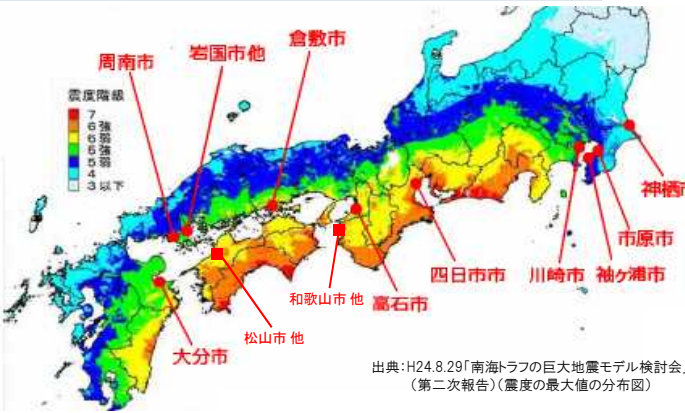 倉敷市
岩国市他
周南市
震度階級
7
6強
6弱
5強
5弱
4
3以下
神栖市
市原市
袖ヶ浦市
川崎市
四日市市
高石市
和歌山市 他
松山市 他
大分市
出典:H24.8.29「南海トラフの巨大地震モデル検討会」
(第二次報告)(震度の最大値の分布図)